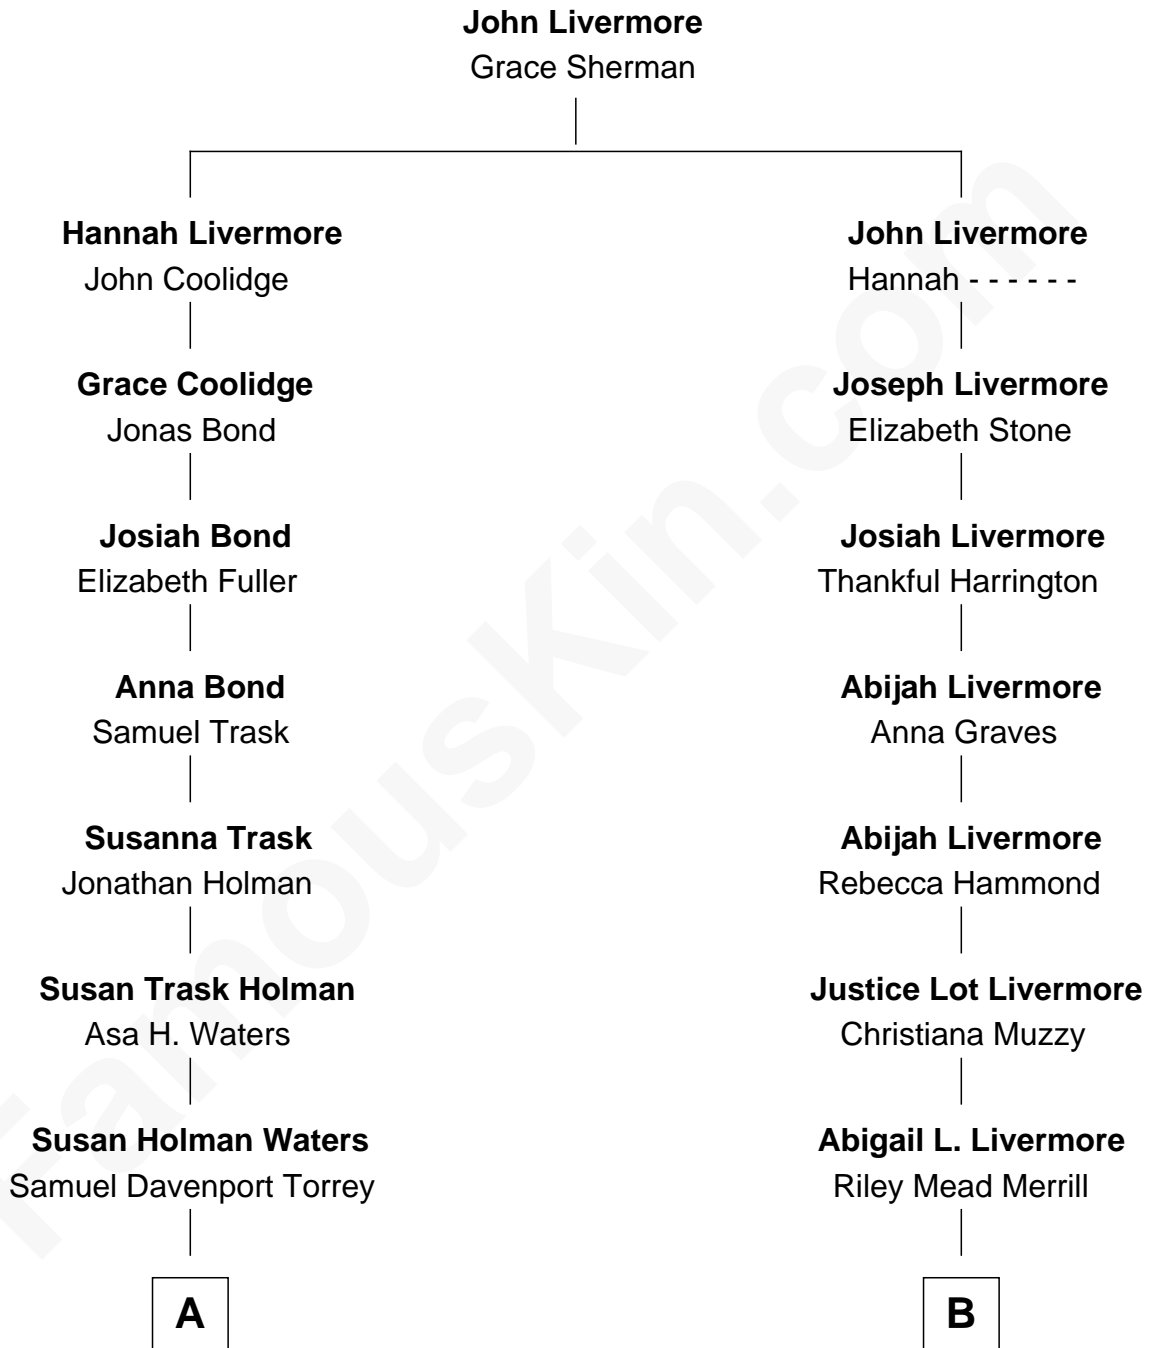 John Livermore
Grace Sherman
Hannah Livermore
John Coolidge
John Livermore
Hannah - - - - - -
Grace Coolidge
Jonas Bond
Joseph Livermore
Elizabeth Stone
Josiah Bond
Elizabeth Fuller
Josiah Livermore
Thankful Harrington
Anna Bond
Samuel Trask
Abijah Livermore
Anna Graves
Susanna Trask
Jonathan Holman
Abijah Livermore
Rebecca Hammond
Susan Trask Holman
Asa H. Waters
Justice Lot Livermore
Christiana Muzzy
Susan Holman Waters
Samuel Davenport Torrey
Abigail L. Livermore
Riley Mead Merrill
A
B
FamousKin.com